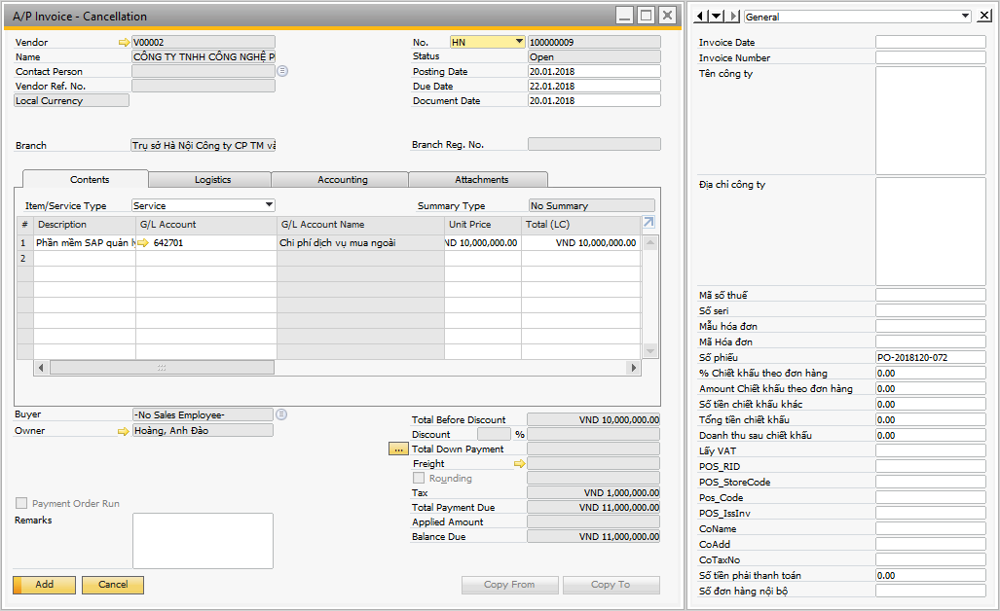 A/P Invoice - Cancellation
Vendor V00002
Name CÔNG TY TNHH CÔNG NGHỆ
Contact Person
Vendor Ref. No.
Local Currency
Branch Trụ sở Hà Nội Công ty CP TM và
No. HN 100000009
Status Open
Posting Date 20.01.2018
Due Date 22.01.2018
Document Date 20.01.2018
Branch Reg. No.
Contents Logistics Accounting Attachments
Item/Service Type Service Summary Type No Summary
# Description G/L Account G/L Account Name Unit Price Total (LC)
1 Phần mềm SAP quản 642701 Chi phí dịch vụ mua ngoài VND 10,000,000.00 VND 10,000,000.00
2
Buyer -No Sales Employee-
Owner Hoàng, Anh Đào
Payment Order Run
Remarks
Total Before Discount VND 10,000,000.00
Discount %
... Total Down Payment
Freight
Rounding
Tax VND 1,000,000.00
Total Payment Due VND 11,000,000.00
Applied Amount
Balance Due VND 11,000,000.00
Add Cancel Copy From Copy To
General
Invoice Date
Invoice Number
Tên công ty
Địa chỉ công ty
Mã số thuế
Số seri
Mẫu hóa đơn
Mã Hóa đơn
Số phiếu PO-2018120-072
% Chiết khấu theo đơn hàng 0.00
Amount Chiết khấu theo đơn hàng 0.00
Số tiền chiết khấu khác 0.00
Tổng tiền chiết khấu 0.00
Doanh thu sau chiết khấu 0.00
Lấy VAT
POS_RID
POS_StoreCode
Pos_Code
POS_IssInv
CoName
CoAdd
CoTaxNo
Số tiền phải thanh toán 0.00
Số đơn hàng nội bộ